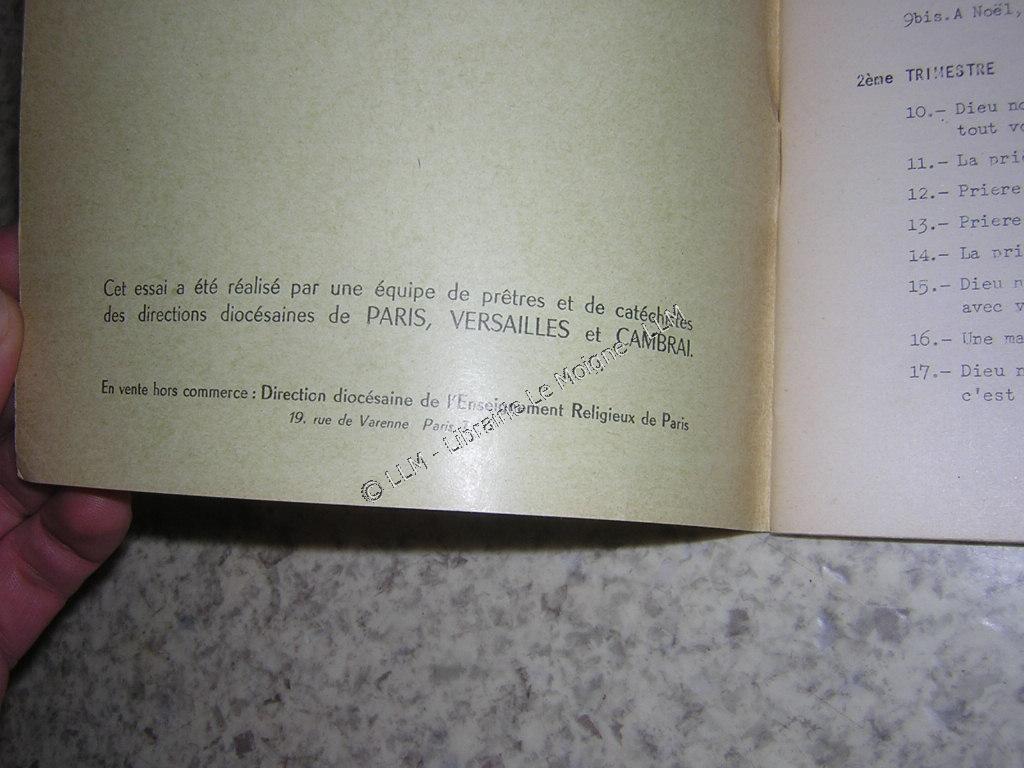 Cet essai a été réalisé par une équipe de prêtres et de catéchistes
des directions diocésaines de PARIS, VERSAILLES et CAMBRAI.
En vente hors commerce : Direction diocésaine de l'Enseignement Religieux de Paris
19, rue de Varenne Paris
© LLM - Librairie Le Moigne - LLM
9bis.A Noël,
2ème TRIMESTRE
10.- Dieu
tout
11.- La
12.- Priere
13.- Priere
14.- La
15.- Dieu
avec
16.- Une
17.- Dieu
c'est